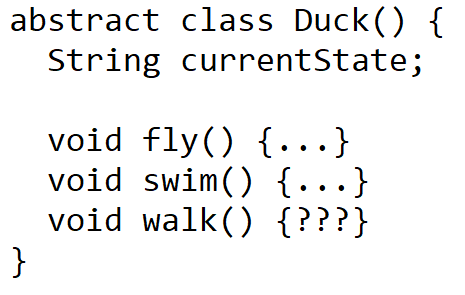 abstract class Duck() {
  String currentState;

  void fly() {...}
  void swim() {...}
  void walk() {???}
}